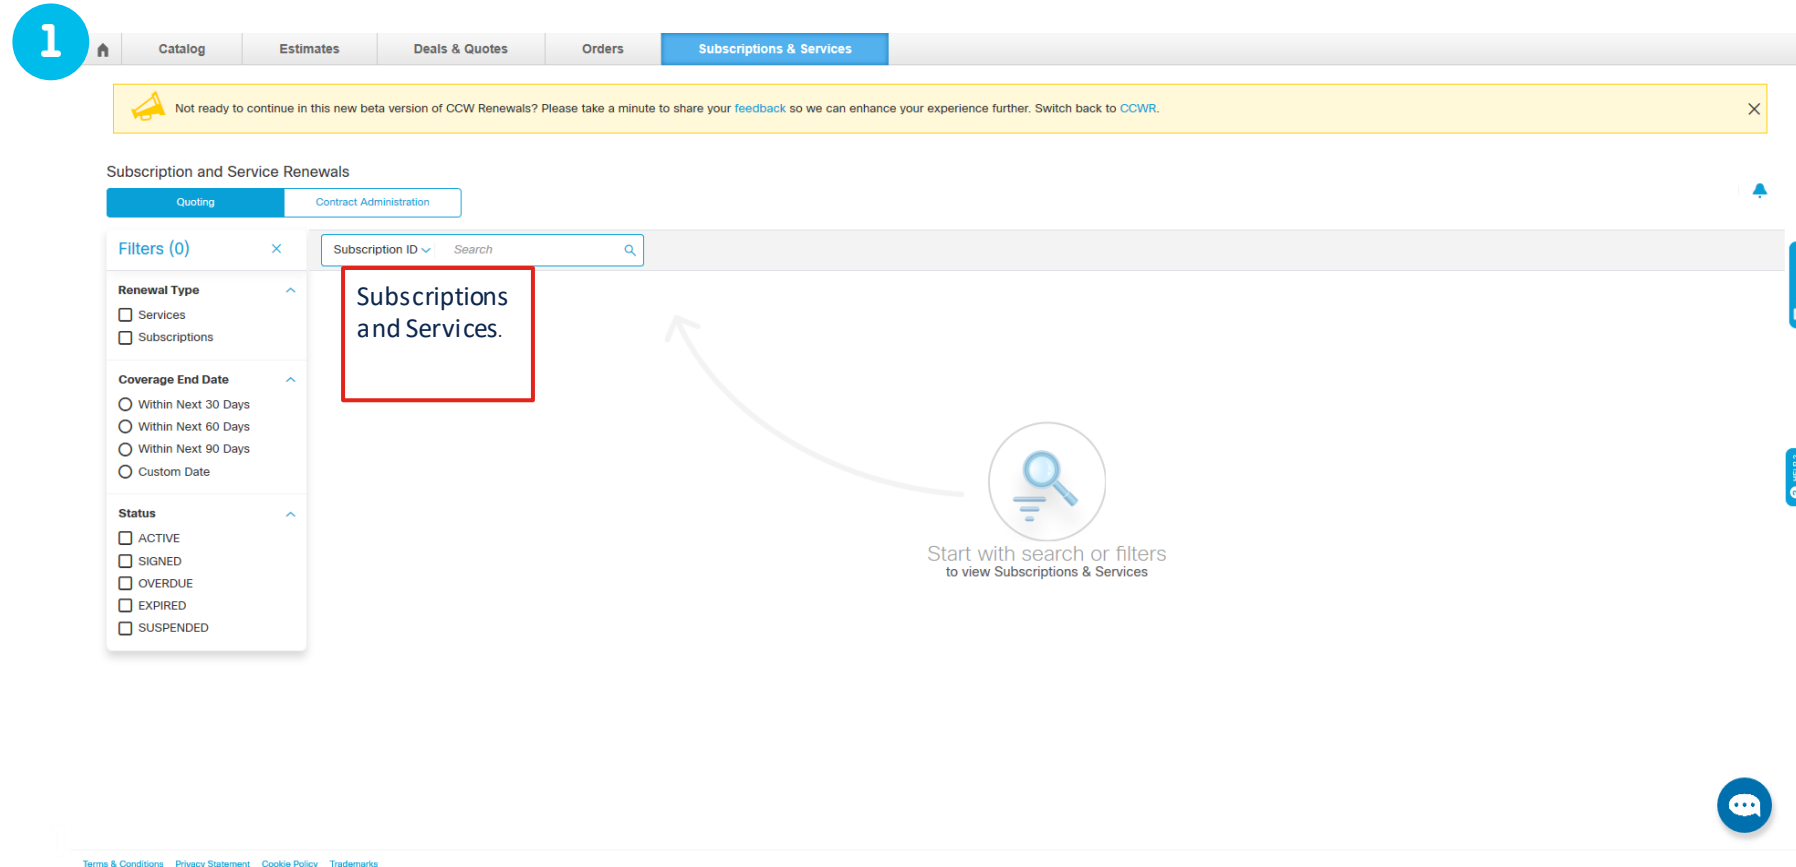 1
Catalog
Estimates
Deals & Quotes
Orders
Subscriptions & Services
Not ready to continue in this new beta version of CCW Renewals? Please take a minute to share your feedback so we can enhance your experience further. Switch back to CCWR.
Subscription and Service Renewals
Quoting
Contract Administration
Filters (0)
Subscription ID
Search
Renewal Type
Services
Subscriptions
Coverage End Date
Within Next 30 Days
Within Next 60 Days
Within Next 90 Days
Custom Date
Status
ACTIVE
SIGNED
OVERDUE
EXPIRED
SUSPENDED
Subscriptions
and Services.
Start with search or filters
to view Subscriptions & Services
Terms & Conditions
Privacy Statement
Cookie Policy
Trademarks